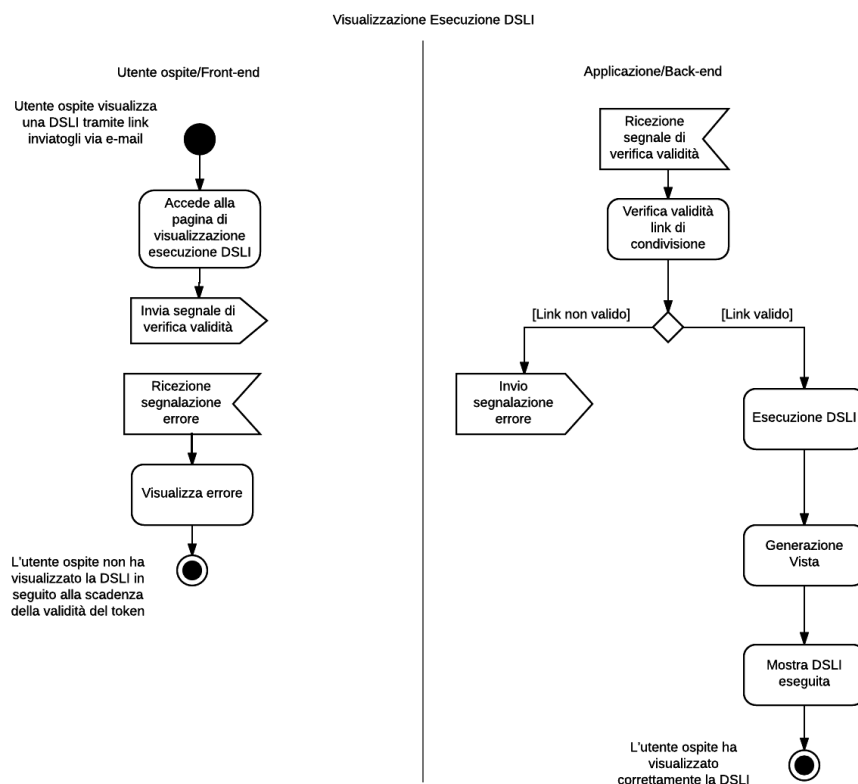 Visualizzazione Esecuzione DSLI
Utente ospite/Front-end
Utente ospite visualizza
una DSLI tramite link
inviatogli via e-mail
Accede alla
pagina di
visualizzazione
esecuzione DSLI
Invia segnale di
verifica validità
Ricezione
segnalazione
errore
Visualizza errore
L'utente ospite non ha
visualizzato la DSLI in
seguito alla scadenza
della validità del token
Applicazione/Back-end
Ricezione
segnale di
verifica validità
Verifica validità
link di
condivisione
[Link non valido]
[Link valido]
Invio
segnalazione
errore
Esecuzione DSLI
Generazione
Vista
Mostra DSLI
eseguita
L'utente ospite ha
visualizzato
correttamente la DSLI